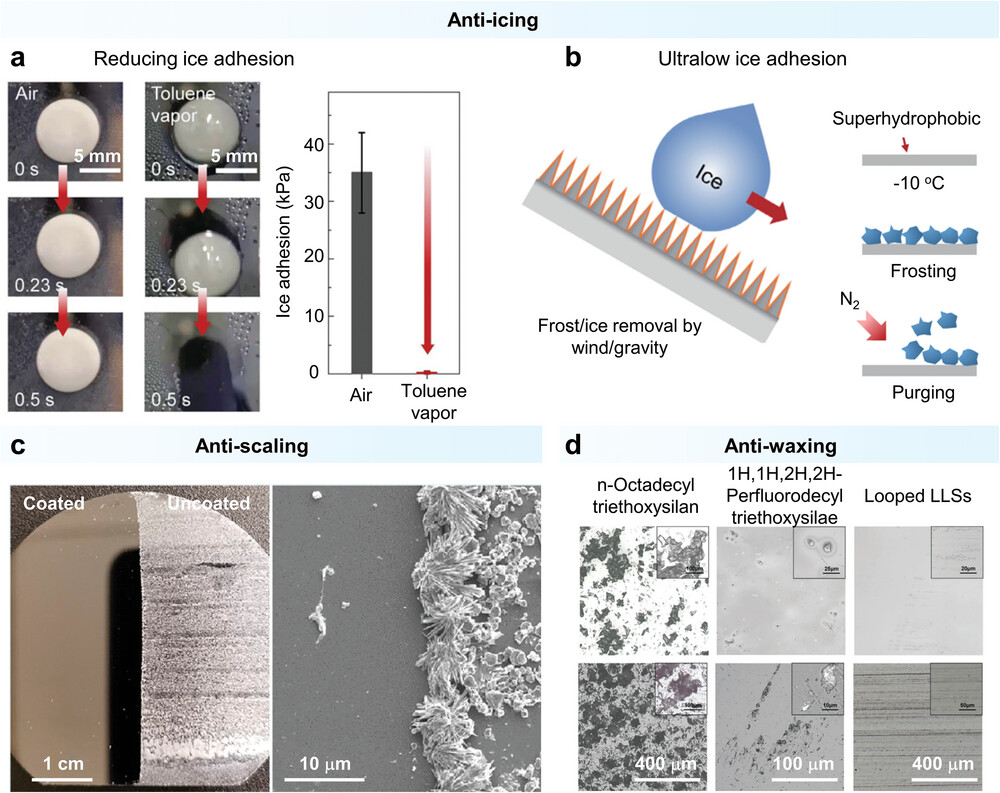 Anti-icing
a
Reducing ice adhesion
Air
0 s
5 mm
Toluene
vapor
0 s
5 mm
0.23 s
0.23 s
0.5 s
0.5 s
Ice adhesion (kPa)
40
30
20
10
0
Air
Toluene
vapor
b
Ultralow ice adhesion
Ice
Frost/ice removal by
wind/gravity
Superhydrophobic
-10 °C
Frosting
N2
Purging
c
Anti-scaling
Coated
Uncoated
1 cm
10 μm
d
Anti-waxing
n-Octadecyl
triethoxysilan
1H,1H,2H,2H-
Perfluorodecyl
triethoxysilae
Looped LLSs
100μm
25μm
20μm
10μm
50μm
400 μm
100 μm
400 μm